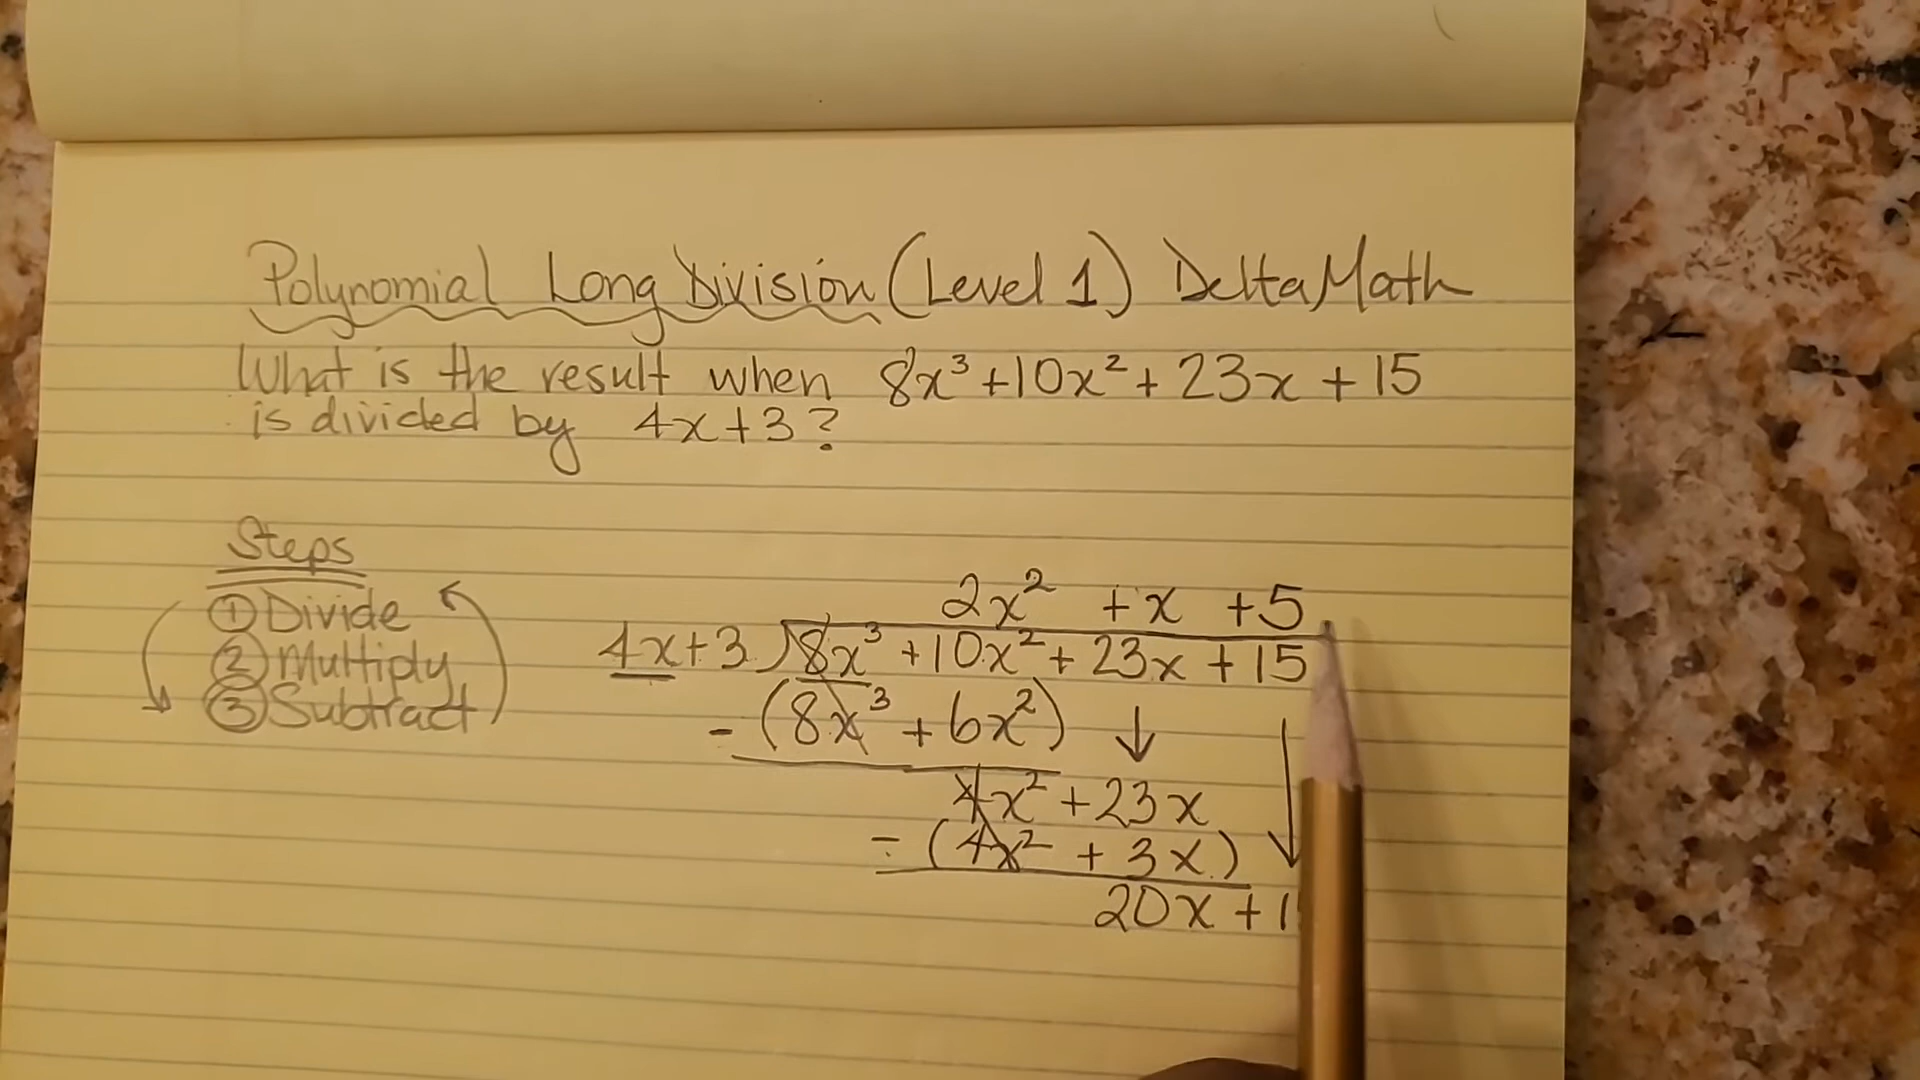 Polynomial Long Division (Level 1) DeltaMath
What is the result when 8x³+10x²+23x+15
is divided by 4x+3?
Steps
① Divide
② Multiply
③ Subtract
2x² +x +5
4x+3 ) 8x³+10x²+23x+15
-(8x³+6x²) ↓
4x²+23x
-(4x²+3x) ↓
20x+1